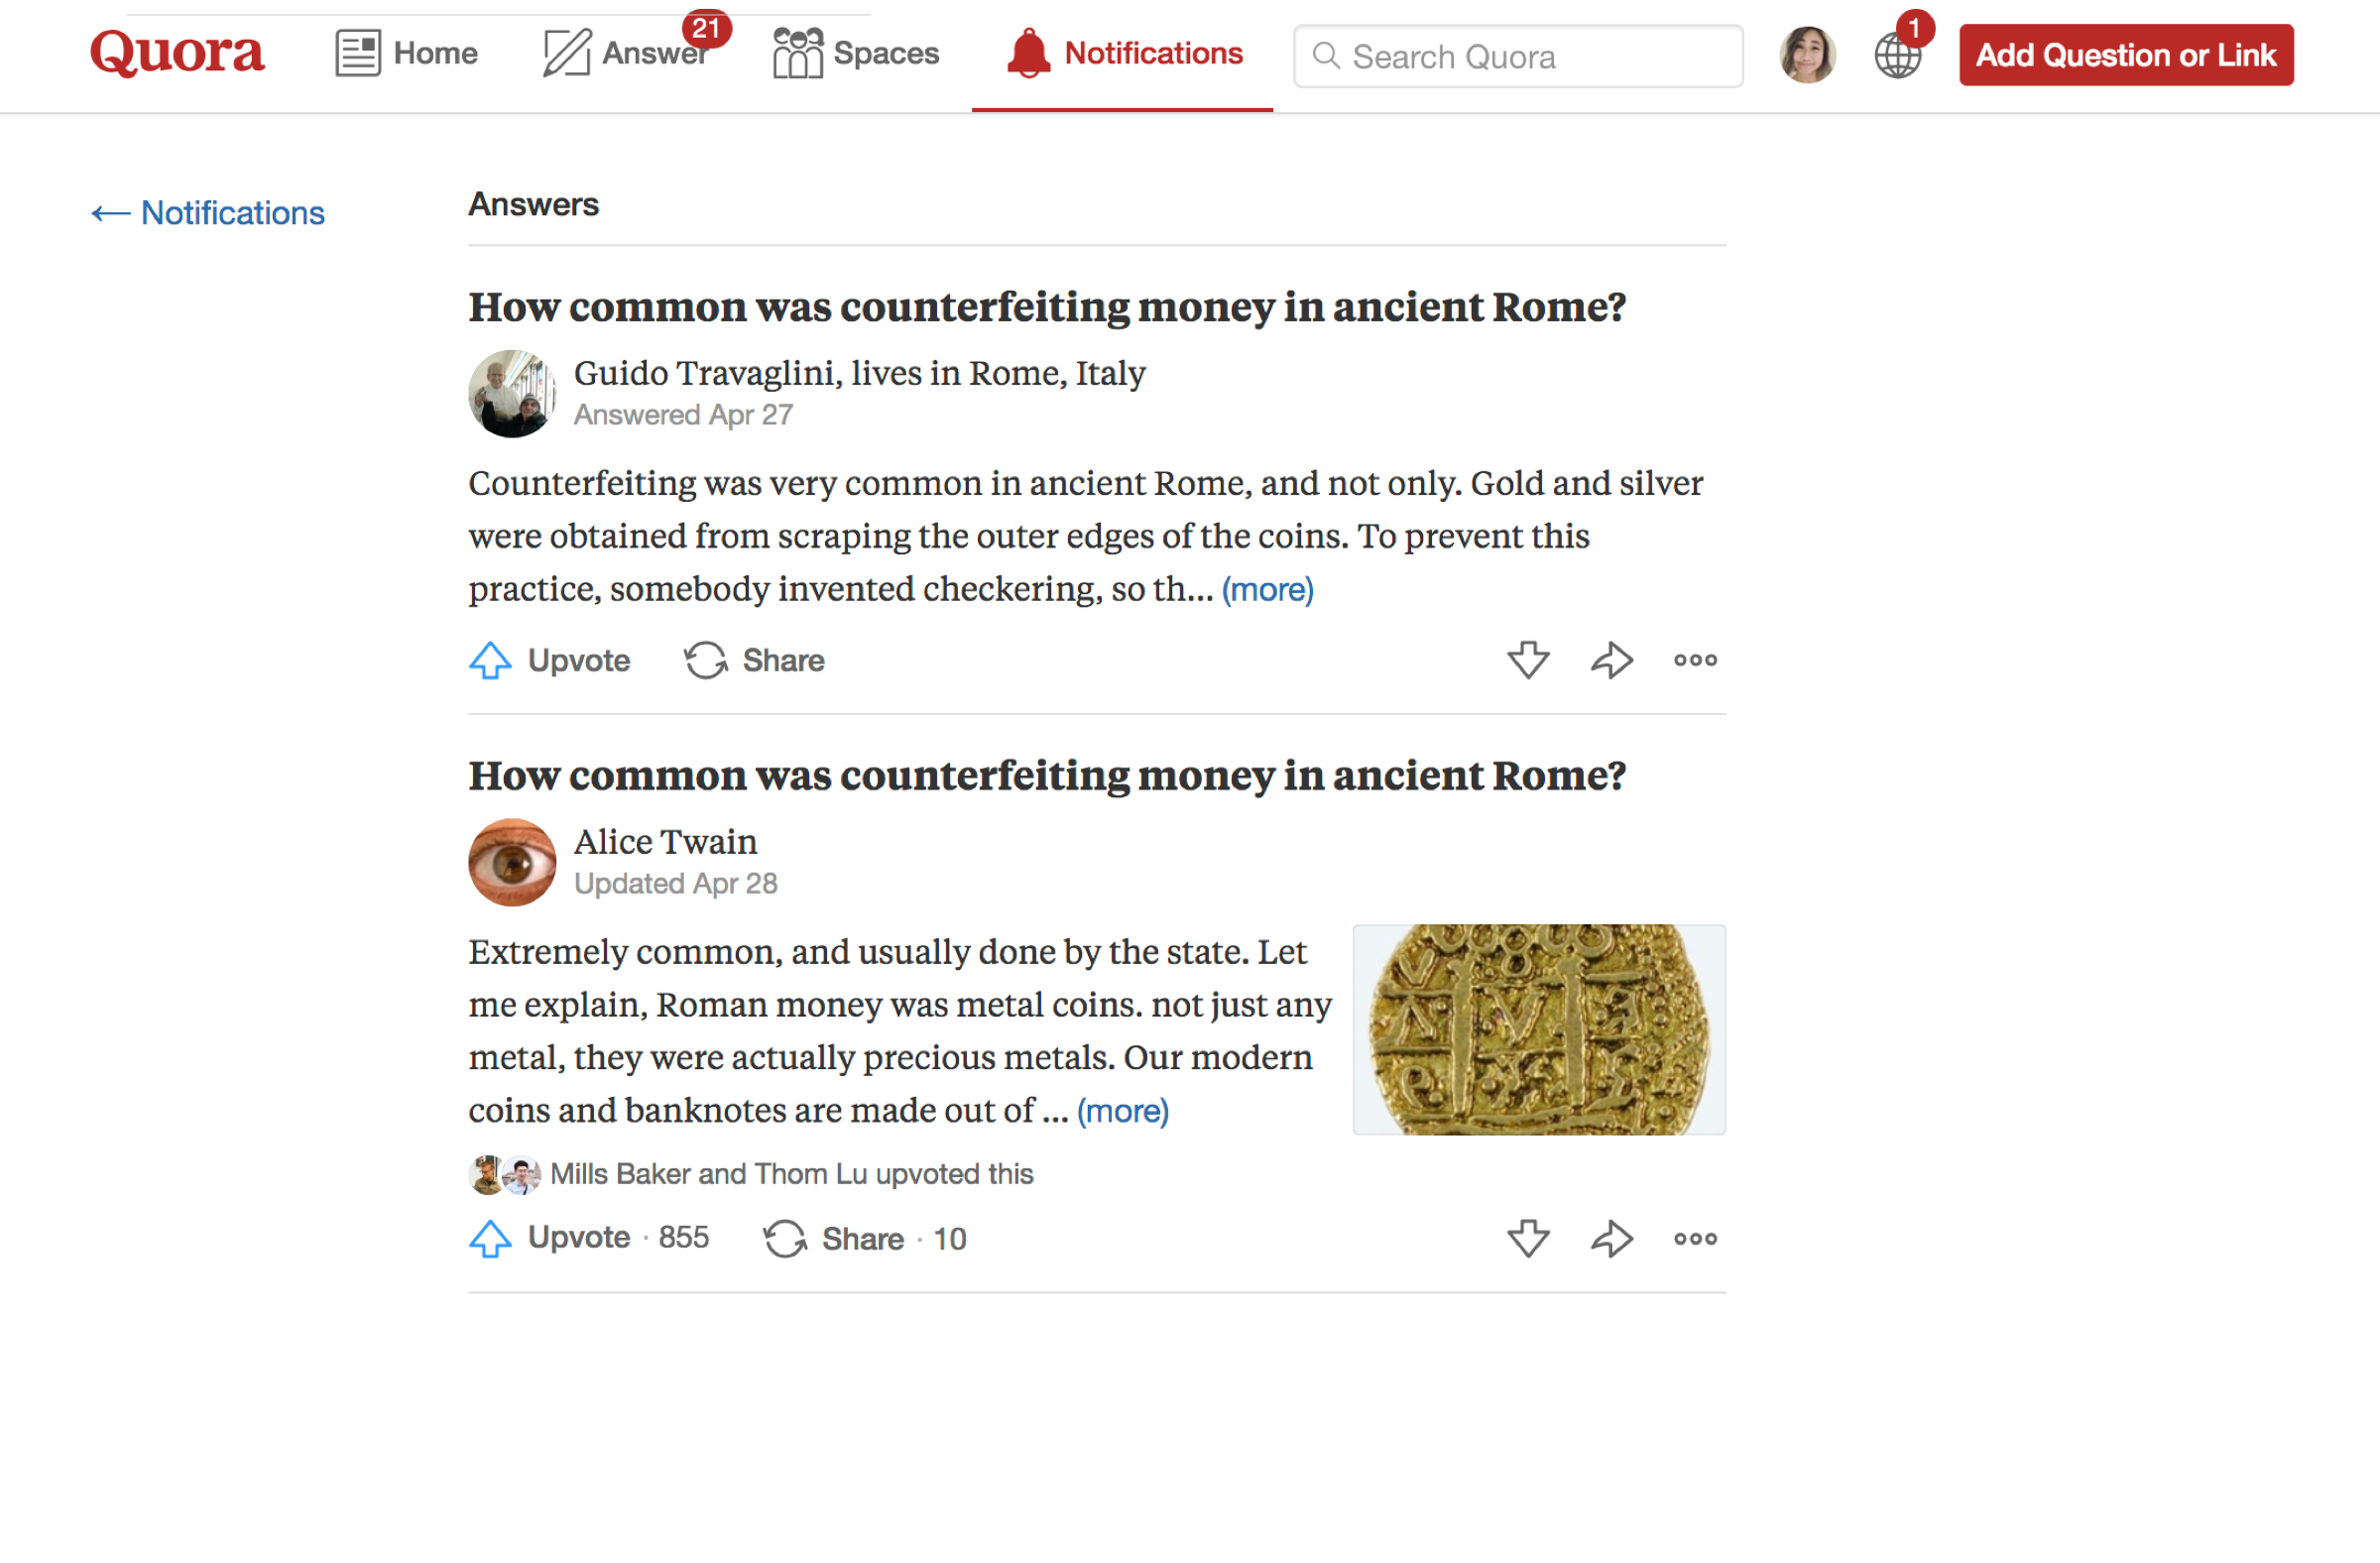 Quora
Home
Answer
21
Spaces
Notifications
Search Quora
1
Add Question or Link
← Notifications
Answers
How common was counterfeiting money in ancient Rome?
Guido Travaglini, lives in Rome, Italy
Answered Apr 27
Counterfeiting was very common in ancient Rome, and not only. Gold and silver
were obtained from scraping the outer edges of the coins. To prevent this
practice, somebody invented checkering, so th... (more)
Upvote
Share
How common was counterfeiting money in ancient Rome?
Alice Twain
Updated Apr 28
Extremely common, and usually done by the state. Let
me explain, Roman money was metal coins. not just any
metal, they were actually precious metals. Our modern
coins and banknotes are made out of ... (more)
Mills Baker and Thom Lu upvoted this
Upvote · 855
Share · 10